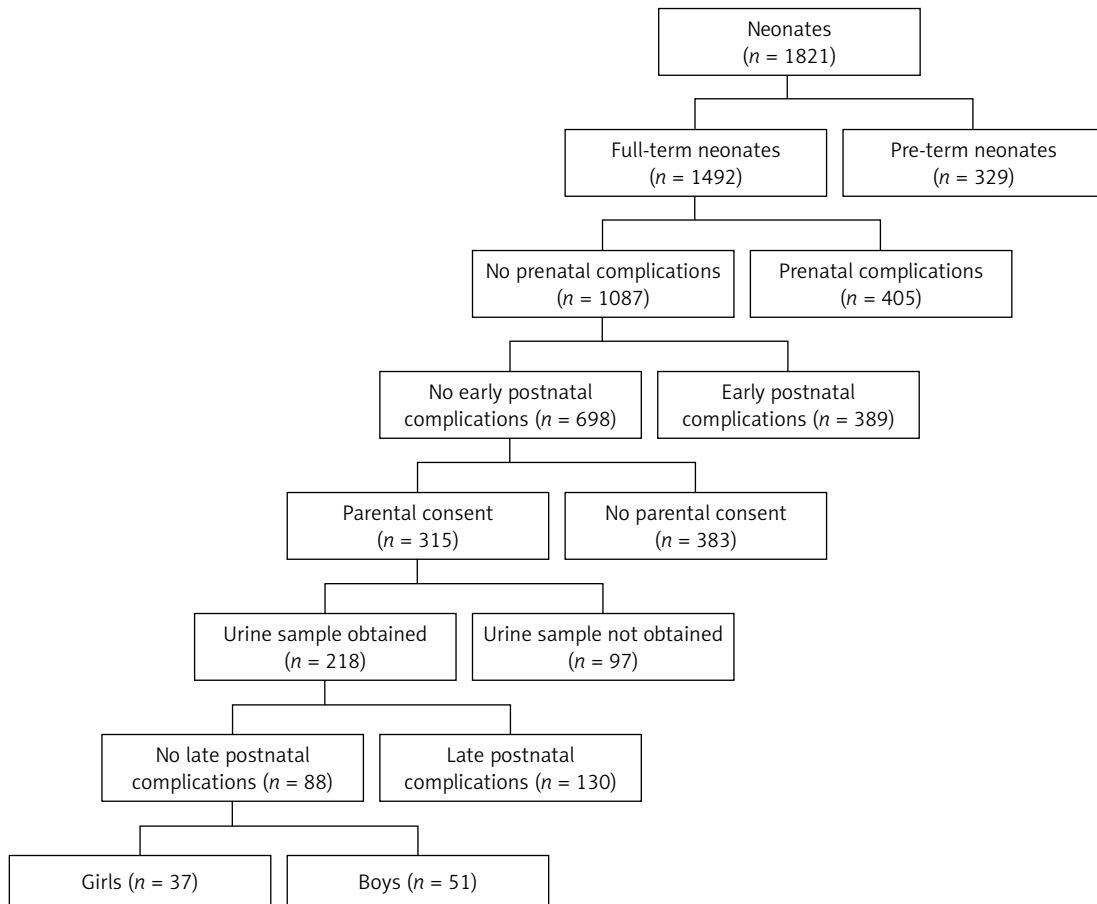 Neonates
(n = 1821)
Full-term neonates
(n = 1492)
Pre-term neonates
(n = 329)
No prenatal complications
(n = 1087)
Prenatal complications
(n = 405)
No early postnatal
complications (n = 698)
Early postnatal
complications (n = 389)
Parental consent
(n = 315)
No parental consent
(n = 383)
Urine sample obtained
(n = 218)
Urine sample not obtained
(n = 97)
No late postnatal
complications (n = 88)
Late postnatal
complications (n = 130)
Girls (n = 37)
Boys (n = 51)